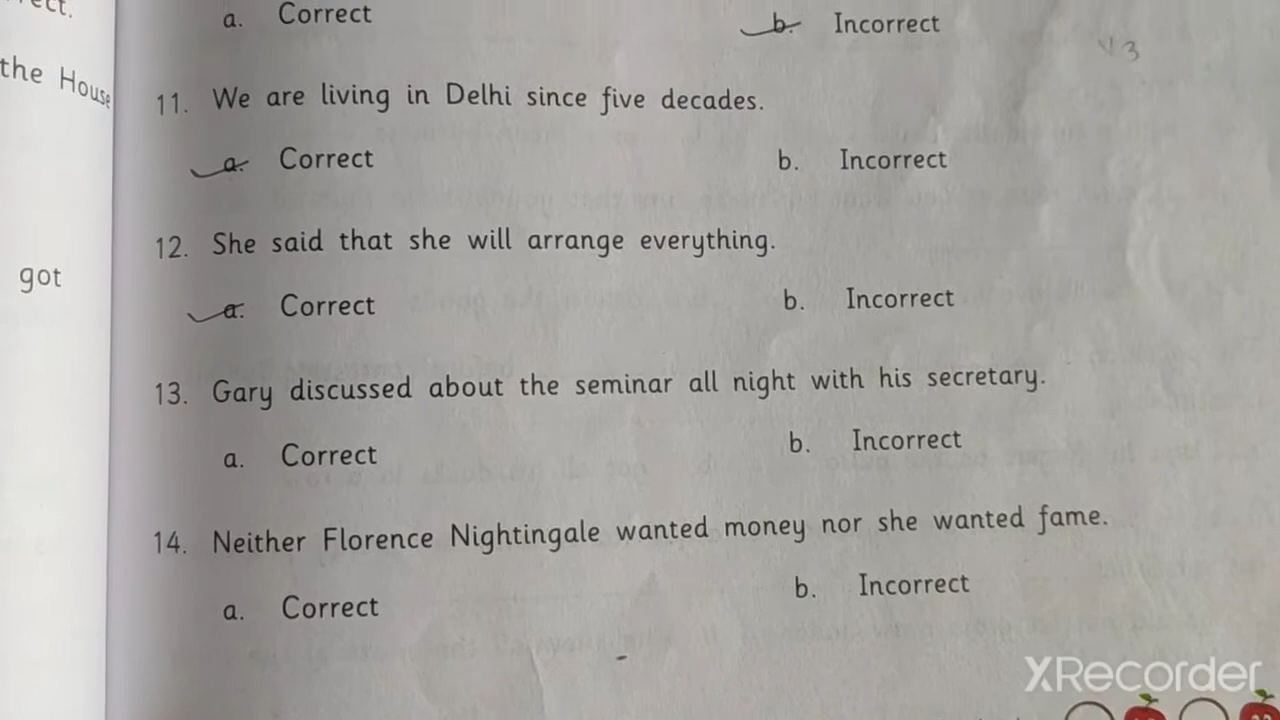 rect.
the House
got
a. Correct b. Incorrect
11. We are living in Delhi since five decades.
a. Correct b. Incorrect
12. She said that she will arrange everything.
a. Correct b. Incorrect
13. Gary discussed about the seminar all night with his secretary.
a. Correct b. Incorrect
14. Neither Florence Nightingale wanted money nor she wanted fame.
a. Correct b. Incorrect
XRecorder